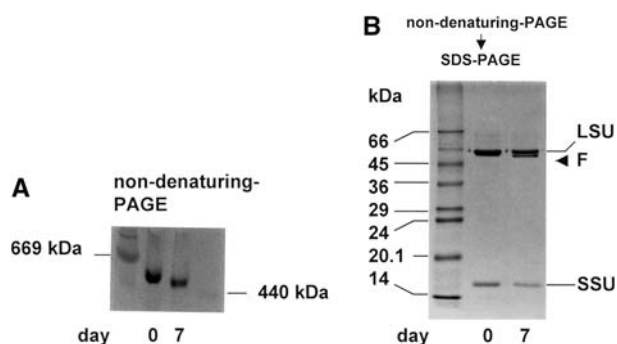 A
non-denaturing-
PAGE
669 kDa
440 kDa
day 0 7
B
non-denaturing-PAGE
SDS-PAGE
kDa
66
45
36
29
24
20.1
14
LSU
F
SSU
day 0 7